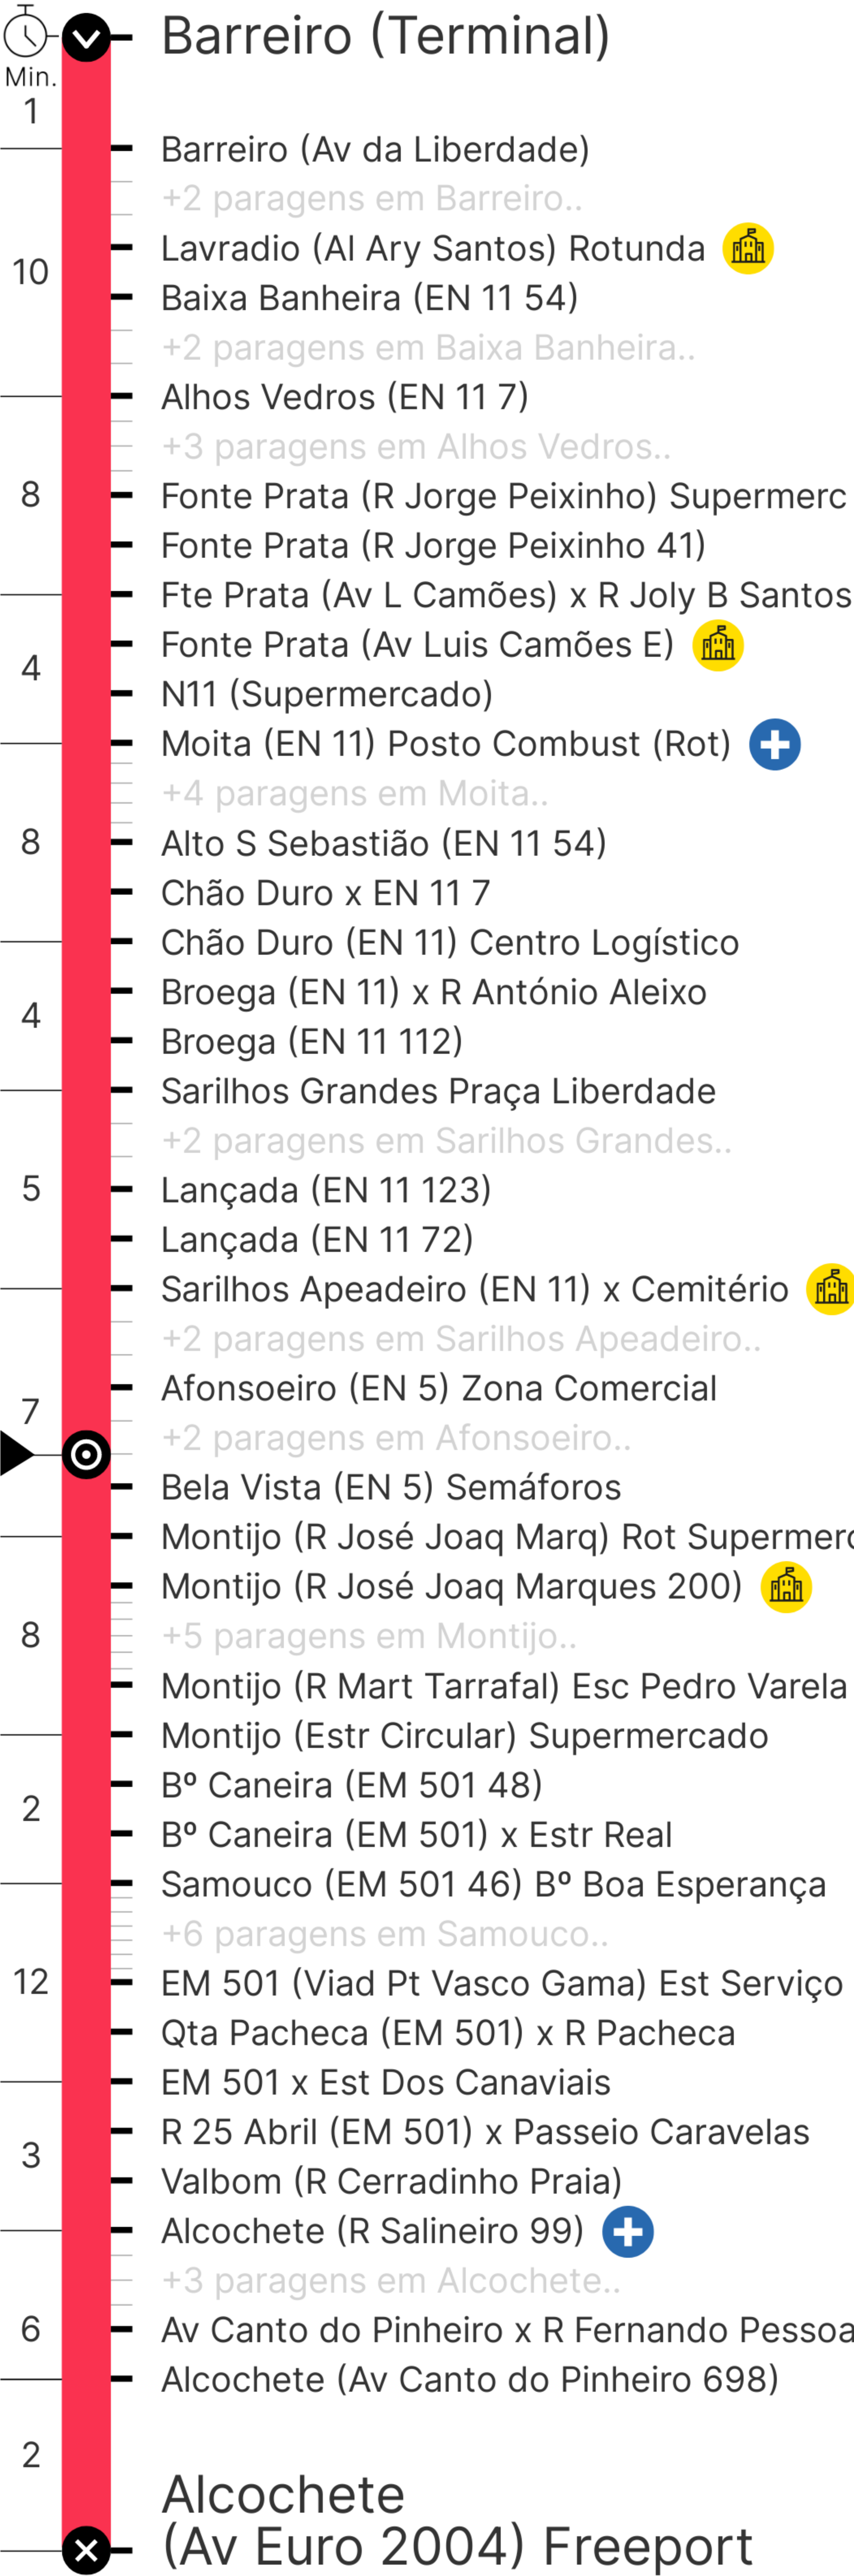 Barreiro (Terminal)
Min.
1
Barreiro (Av da Liberdade)
+2 paragens em Barreiro..
Lavradio (Al Ary Santos) Rotunda
10
Baixa Banheira (EN 11 54)
+2 paragens em Baixa Banheira..
Alhos Vedros (EN 11 7)
+3 paragens em Alhos Vedros..
8
Fonte Prata (R Jorge Peixinho) Supermerc
Fonte Prata (R Jorge Peixinho 41)
Fte Prata (Av L Camões) x R Joly B Santos
Fonte Prata (Av Luis Camões E)
4
N11 (Supermercado)
Moita (EN 11) Posto Combust (Rot)
+4 paragens em Moita..
8
Alto S Sebastião (EN 11 54)
Chão Duro x EN 11 7
Chão Duro (EN 11) Centro Logístico
Broega (EN 11) x R António Aleixo
4
Broega (EN 11 112)
Sarilhos Grandes Praça Liberdade
+2 paragens em Sarilhos Grandes..
5
Lançada (EN 11 123)
Lançada (EN 11 72)
Sarilhos Apeadeiro (EN 11) x Cemitério
+2 paragens em Sarilhos Apeadeiro..
Afonsoeiro (EN 5) Zona Comercial
7
+2 paragens em Afonsoeiro..
Bela Vista (EN 5) Semáforos
Montijo (R José Joaq Marq) Rot Supermerc
Montijo (R José Joaq Marques 200)
8
+5 paragens em Montijo..
Montijo (R Mart Tarrafal) Esc Pedro Varela
Montijo (Estr Circular) Supermercado
Bº Caneira (EM 501 48)
2
Bº Caneira (EM 501) x Estr Real
Samouco (EM 501 46) Bº Boa Esperança
+6 paragens em Samouco..
12
EM 501 (Viad Pt Vasco Gama) Est Serviço
Qta Pacheca (EM 501) x R Pacheca
EM 501 x Est Dos Canaviais
R 25 Abril (EM 501) x Passeio Caravelas
3
Valbom (R Cerradinho Praia)
Alcochete (R Salineiro 99)
+3 paragens em Alcochete..
6
Av Canto do Pinheiro x R Fernando Pessoa
Alcochete (Av Canto do Pinheiro 698)
2
Alcochete
(Av Euro 2004) Freeport